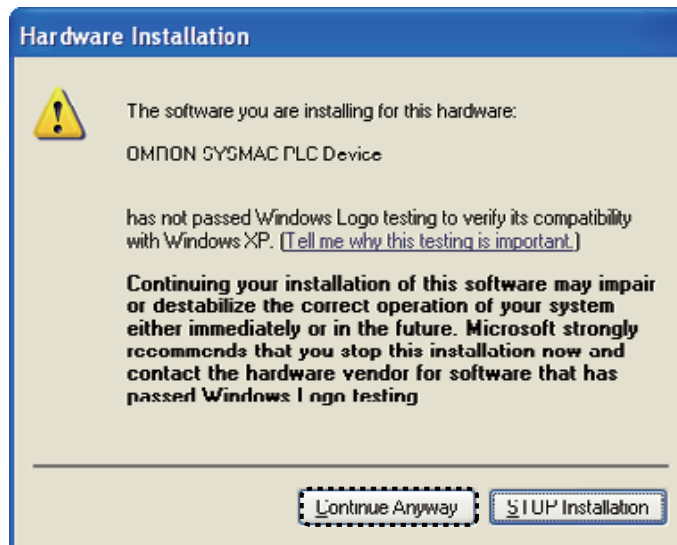 Hardware Installation
The software you are installing for this hardware:
OMRON SYSMAC PLC Device
has not passed Windows Logo testing to verify its compatibility
with Windows XP. (Tell me why this testing is important.)
Continuing your installation of this software may impair
or destabilize the correct operation of your system
either immediately or in the future. Microsoft strongly
recommends that you stop this installation now and
contact the hardware vendor for software that has
passed Windows Logo testing
Continue Anyway
STOP Installation